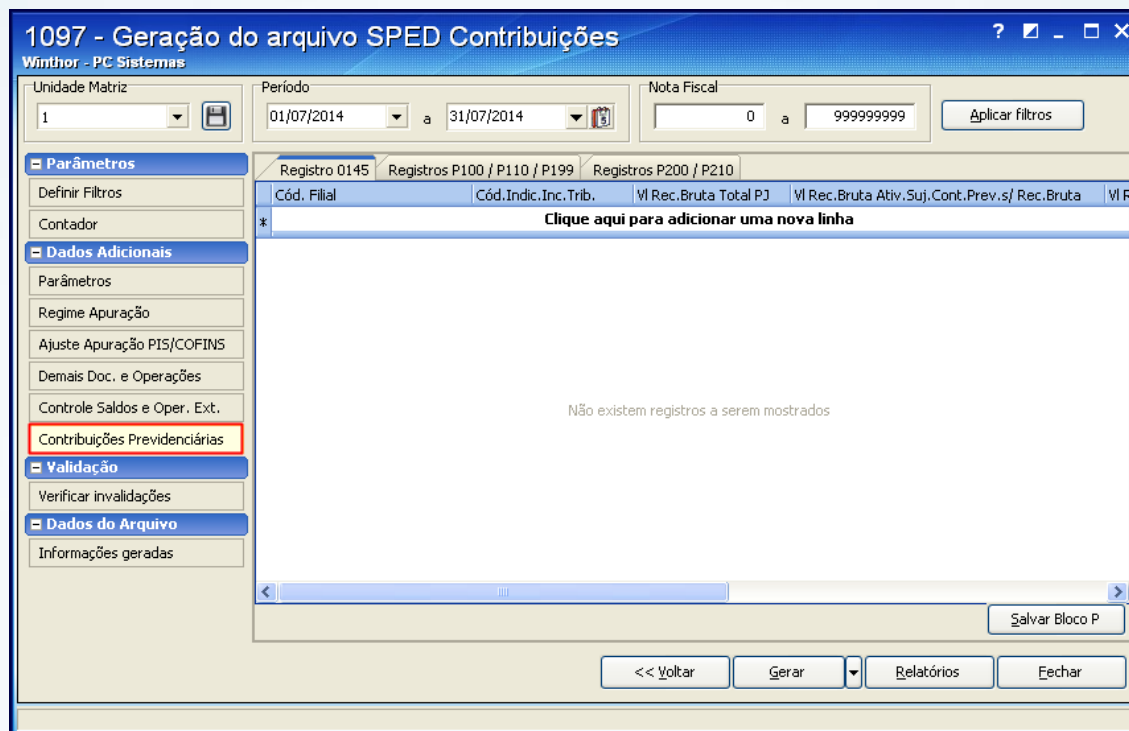 1097 - Geração do arquivo SPED Contribuições
Winthor - PC Sistemas
Unidade Matriz
1
Período
01/07/2014 a 31/07/2014
Nota Fiscal
0 a 999999999
Aplicar filtros
Parâmetros
Definir Filtros
Contador
Dados Adicionais
Parâmetros
Regime Apuração
Ajuste Apuração PIS/COFINS
Demais Doc. e Operações
Controle Saldos e Oper. Ext.
Contribuições Previdenciárias
Validação
Verificar invalidações
Dados do Arquivo
Informações geradas
Registro 0145 Registros P100 / P110 / P199 Registros P200 / P210
Cód. Filial Cód.Indic.Inc.Trib. Vl Rec.Bruta Total PJ Vl Rec.Bruta Ativ.Suj.Cont.Prev.s/ Rec.Bruta Vl
* Clique aqui para adicionar uma nova linha
Não existem registros a serem mostrados
Salvar Bloco P
<< Voltar Gerar Relatórios Fechar